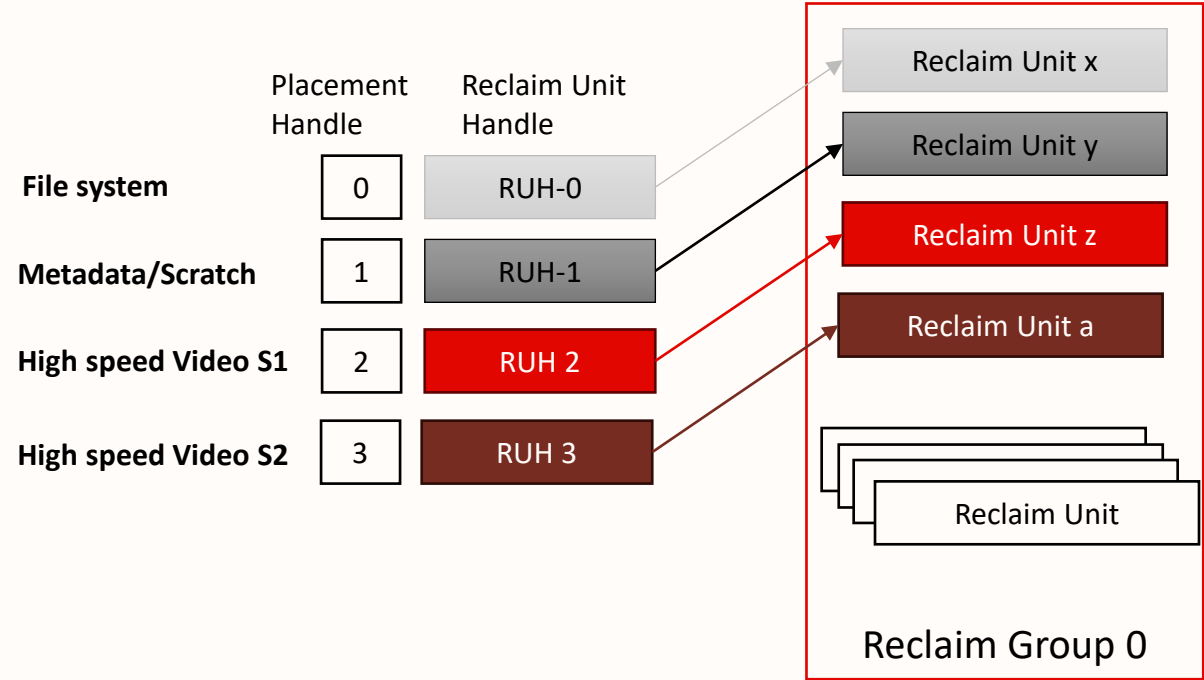 Placement
Handle
Reclaim Unit
Handle
File system
0
RUH-0
Metadata/Scratch
1
RUH-1
High speed Video S1
2
RUH 2
High speed Video S2
3
RUH 3
Reclaim Unit x
Reclaim Unit y
Reclaim Unit z
Reclaim Unit a
Reclaim Unit
Reclaim Group 0